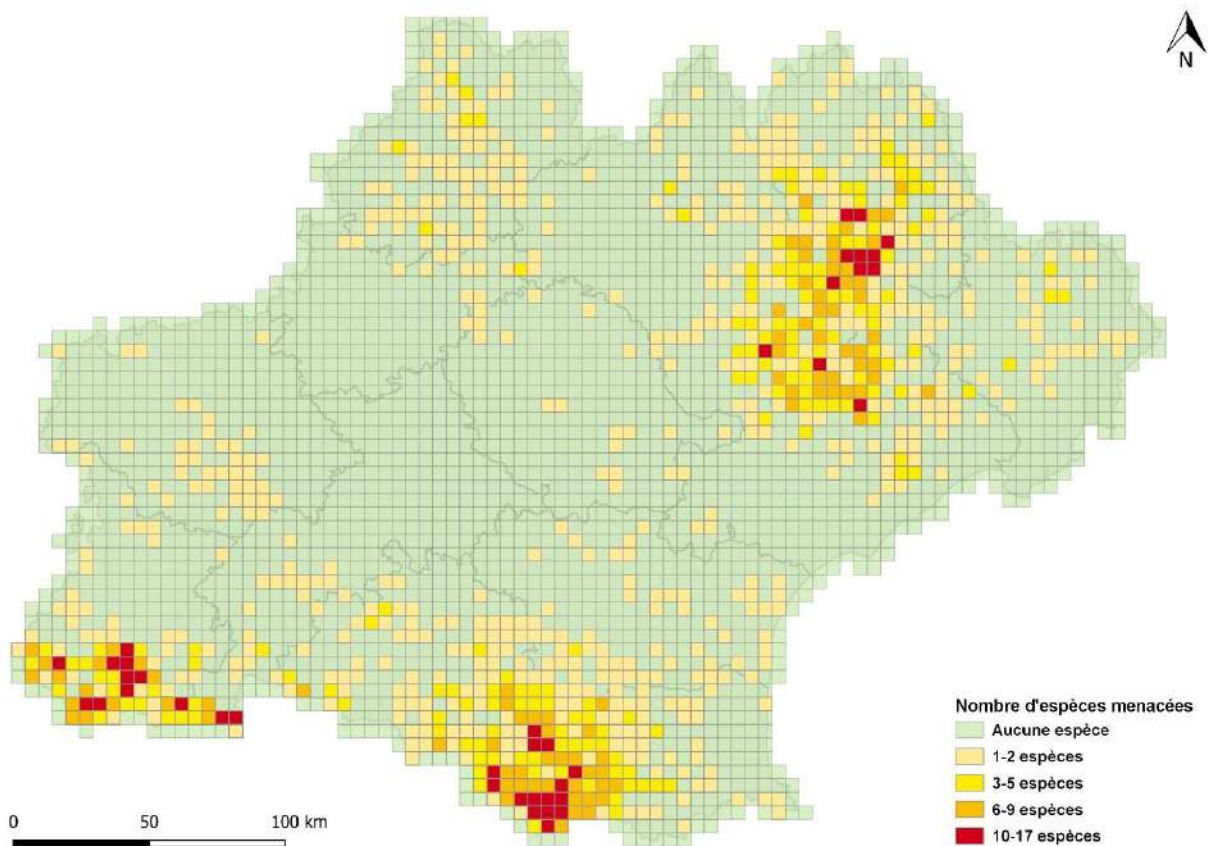 N
Nombre d'espèces menacées
Aucune espèce
1-2 espèces
3-5 espèces
6-9 espèces
10-17 espèces
0 50 100 km